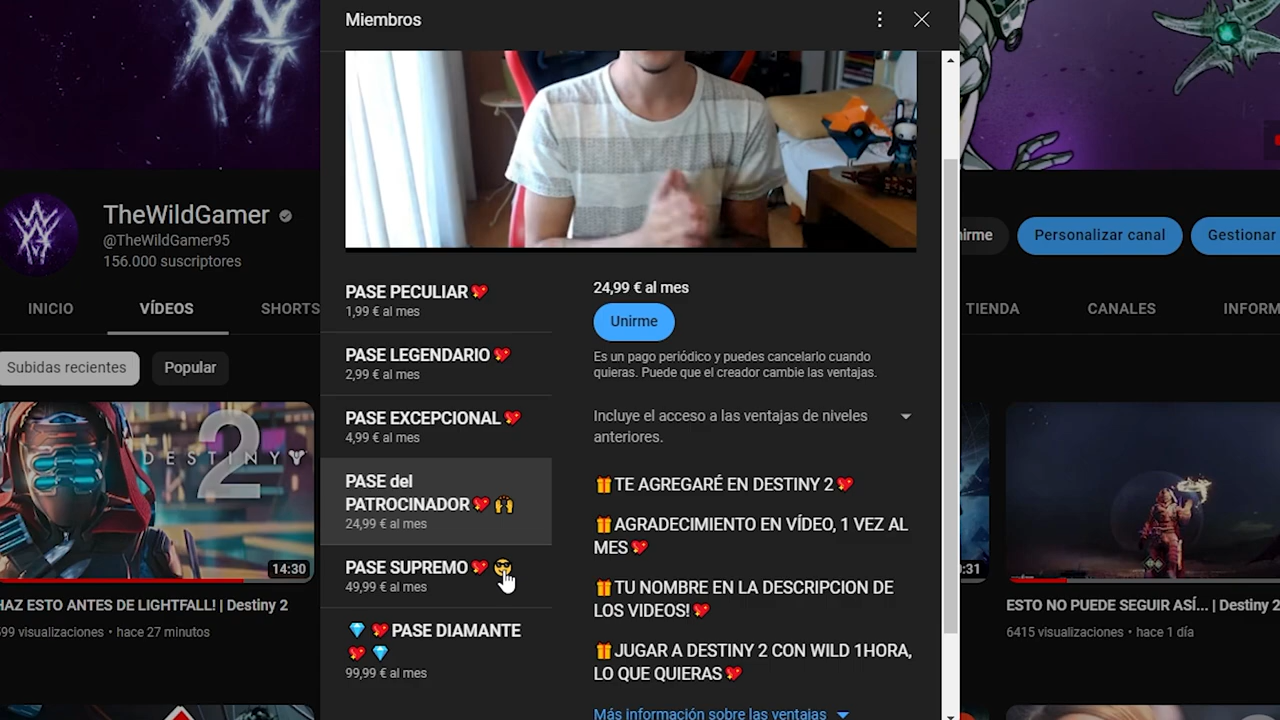 Miembros
TheWildGamer
@TheWildGamer95
156.000 suscriptores
INICIO
VÍDEOS
SHORTS
Subidas recientes
Popular
2
DESTINY
14:30
HAZ ESTO ANTES DE LIGHTFALL! | Destiny 2
599 visualizaciones • hace 27 minutos
PASE PECULIAR 💖
1,99 € al mes
PASE LEGENDARIO 💖
2,99 € al mes
PASE EXCEPCIONAL 💖
4,99 € al mes
PASE del
PATROCINADOR 💖 🙌
24,99 € al mes
PASE SUPREMO 💖 😎
49,99 € al mes
💎 💖 PASE DIAMANTE
💖 💎
99,99 € al mes
24,99 € al mes
Unirme
Es un pago periódico y puedes cancelarlo cuando
quieras. Puede que el creador cambie las ventajas.
Incluye el acceso a las ventajas de niveles
anteriores.
🎁TE AGREGARÉ EN DESTINY 2💖
🎁AGRADECIMIENTO EN VÍDEO, 1 VEZ AL
MES💖
🎁TU NOMBRE EN LA DESCRIPCION DE
LOS VIDEOS!💖
🎁JUGAR A DESTINY 2 CON WILD 1HORA,
LO QUE QUIERAS💖
Más información sobre las ventajas
nirme
Personalizar canal
Gestionar
TIENDA
CANALES
INFORM
0:31
ESTO NO PUEDE SEGUIR ASÍ... | Destiny 2
6415 visualizaciones • hace 1 día